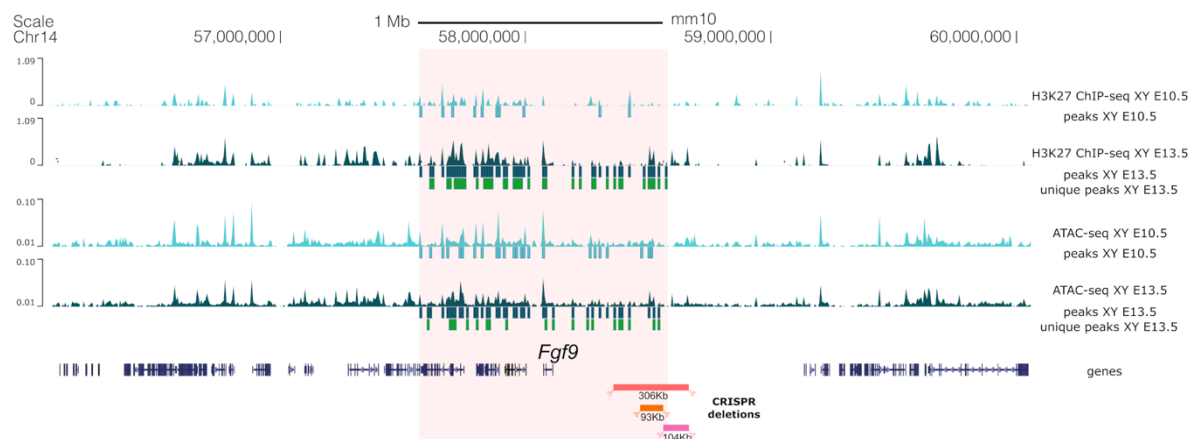 Scale 1 Mb mm10
Chr14 57,000,000 58,000,000 59,000,000 60,000,000
1.09
H3K27 ChIP-seq XY E10.5
0
peaks XY E10.5
1.09
H3K27 ChIP-seq XY E13.5
0
peaks XY E13.5
unique peaks XY E13.5
0.10
ATAC-seq XY E10.5
0.01
peaks XY E10.5
0.10
ATAC-seq XY E13.5
0.01
peaks XY E13.5
unique peaks XY E13.5
Fgf9
genes
306Kb
CRISPR
deletions
93Kb
104Kb